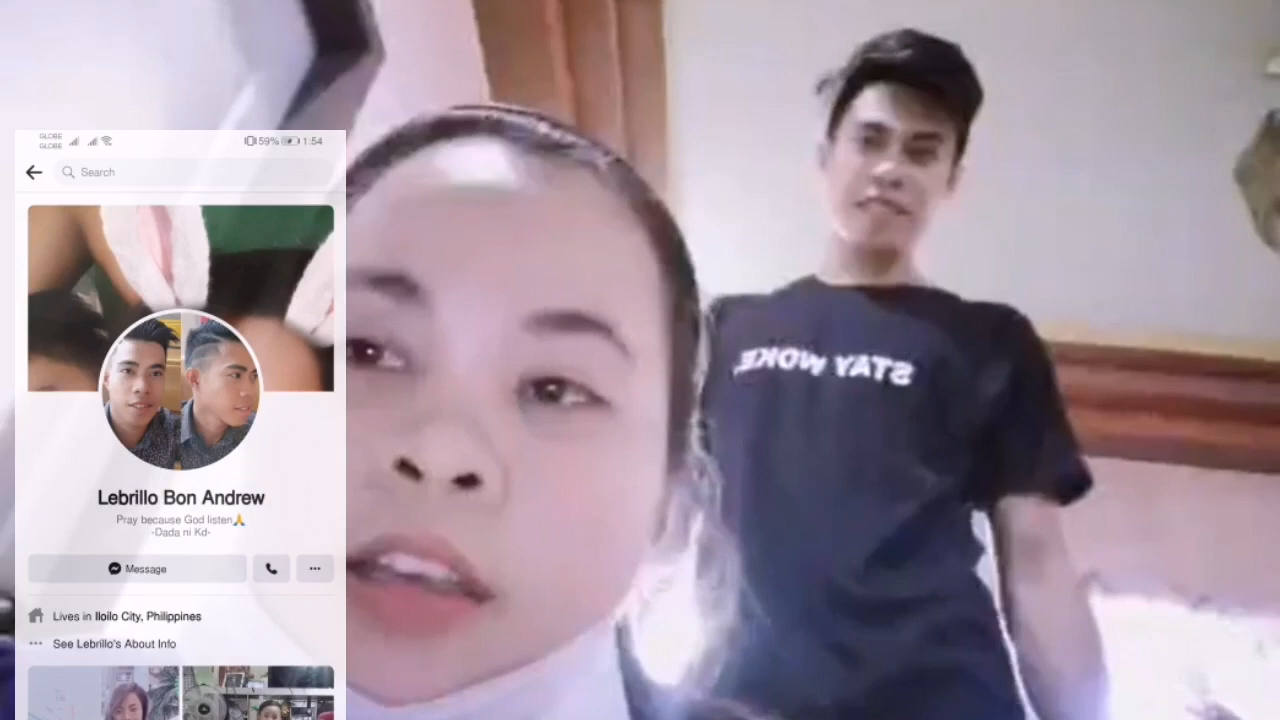 GLOBE
GLOBE
59% 1:54
Search
Lebrillo Bon Andrew
Pray because God listen🙏
-Dada ni Kd-
Message
Lives in Iloilo City, Philippines
See Lebrillo's About Info
STAY WOKE